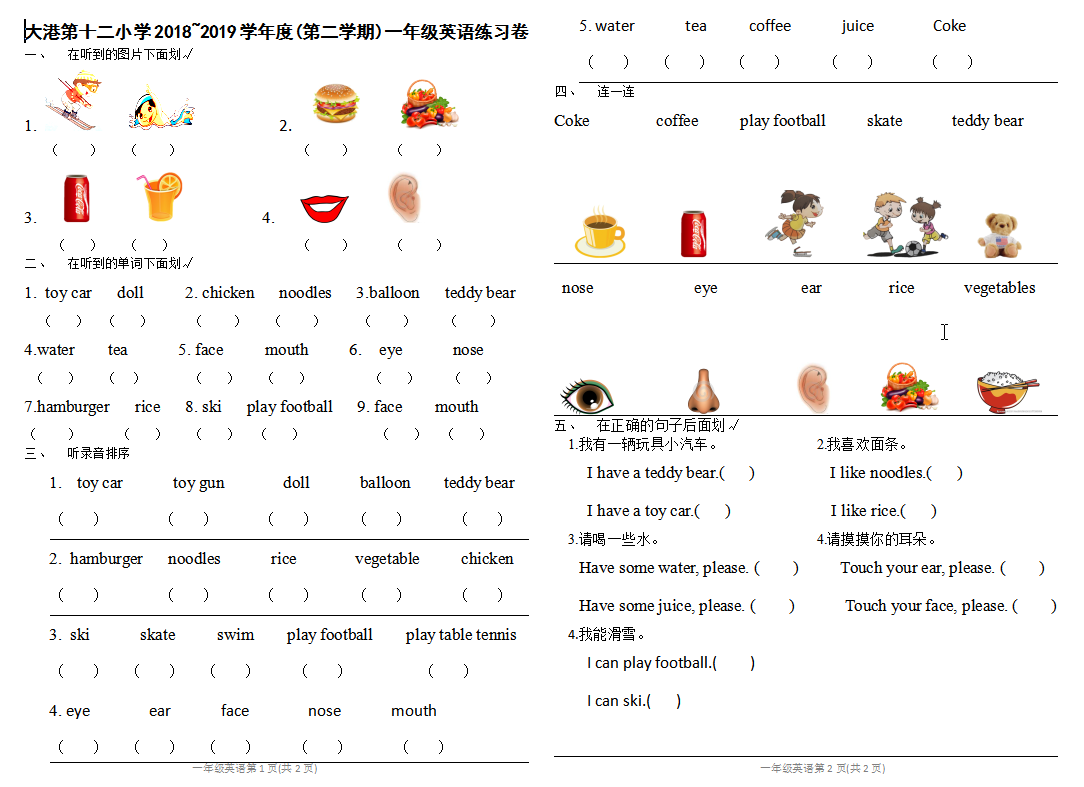 大港第十二小学2018~2019学年度(第二学期)一年级英语练习卷
一、 在听到的图片下面划√
1. 2.
( ) ( ) ( ) ( )
3. 4.
( ) ( ) ( ) ( )
二、 在听到的单词下面划√
1. toy car doll 2. chicken noodles 3.balloon teddy bear
( ) ( ) ( ) ( ) ( ) ( )
4.water tea 5. face mouth 6. eye nose
( ) ( ) ( ) ( ) ( ) ( )
7.hamburger rice 8. ski play football 9. face mouth
( ) ( ) ( ) ( ) ( ) ( )
三、 听录音排序
1. toy car toy gun doll balloon teddy bear
( ) ( ) ( ) ( ) ( )
2. hamburger noodles rice vegetable chicken
( ) ( ) ( ) ( ) ( )
3. ski skate swim play football play table tennis
( ) ( ) ( ) ( ) ( )
4. eye ear face nose mouth
( ) ( ) ( ) ( ) ( )
一年级英语第1页(共2页)
5. water tea coffee juice Coke
( ) ( ) ( ) ( ) ( )
四、 连一连
Coke coffee play football skate teddy bear
nose eye ear rice vegetables
五、 在正确的句子后面划√
1.我有一辆玩具小汽车。 2.我喜欢面条。
I have a teddy bear.( ) I like noodles.( )
I have a toy car.( ) I like rice.( )
3.请喝一些水。 4.请摸摸你的耳朵。
Have some water, please. ( ) Touch your ear, please. ( )
Have some juice, please. ( ) Touch your face, please. ( )
4.我能滑雪。
I can play football.( )
I can ski.( )
一年级英语第2页(共2页)